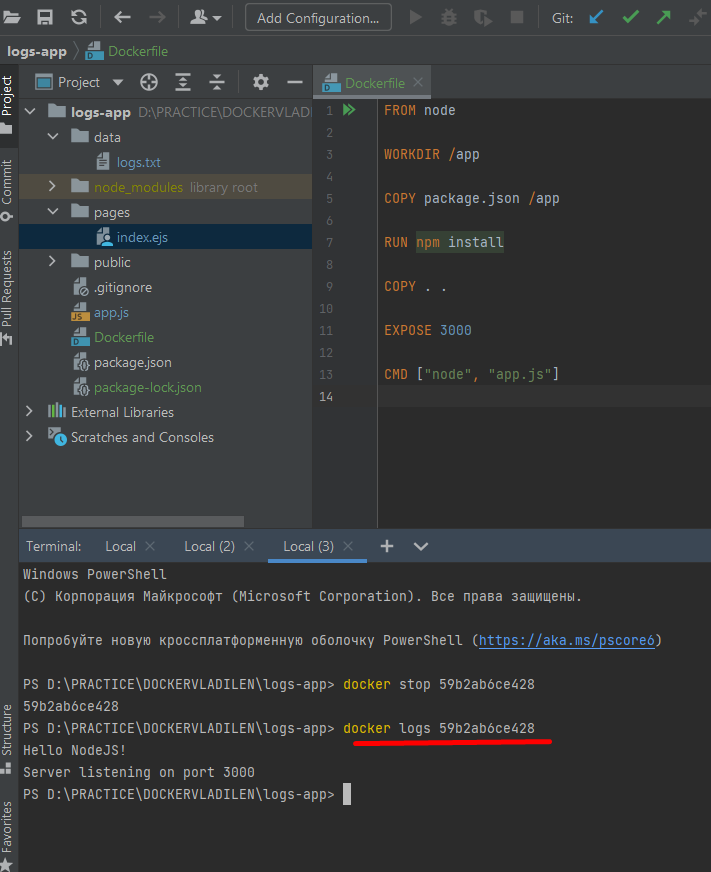 Add Configuration...
Git:
logs-app
Dockerfile
Project
Commit
Pull Requests
Structure
Favorites
Project
Dockerfile
logs-app D:\PRACTICE\DOCKERVLADILEN
data
logs.txt
node_modules library root
pages
index.ejs
public
.gitignore
app.js
Dockerfile
package.json
package-lock.json
External Libraries
Scratches and Consoles
1 FROM node
2
3 WORKDIR /app
4
5 COPY package.json /app
6
7 RUN npm install
8
9 COPY . .
10
11 EXPOSE 3000
12
13 CMD ["node", "app.js"]
14
Terminal: Local Local (2) Local (3)
Windows PowerShell
(C) Корпорация Майкрософт (Microsoft Corporation). Все права защищены.
Попробуйте новую кроссплатформенную оболочку PowerShell (https://aka.ms/pscore6)
PS D:\PRACTICE\DOCKERVLADILEN\logs-app> docker stop 59b2ab6ce428
59b2ab6ce428
PS D:\PRACTICE\DOCKERVLADILEN\logs-app> docker logs 59b2ab6ce428
Hello NodeJS!
Server listening on port 3000
PS D:\PRACTICE\DOCKERVLADILEN\logs-app>